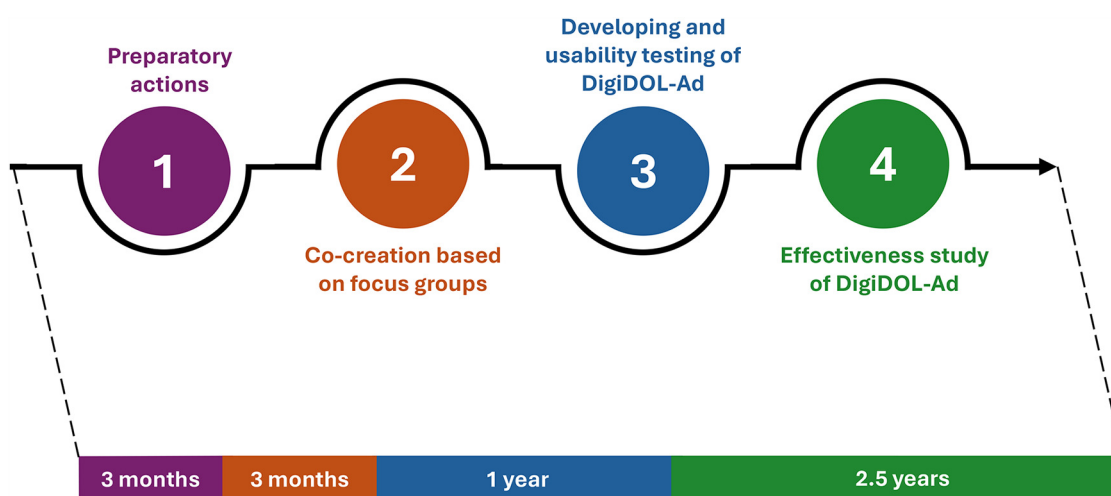 Preparatory
actions
1
2
Co-creation based
on focus groups
Developing and
usability testing of
DigiDOL-Ad
3
4
Effectiveness study
of DigiDOL-Ad
3 months
3 months
1 year
2.5 years